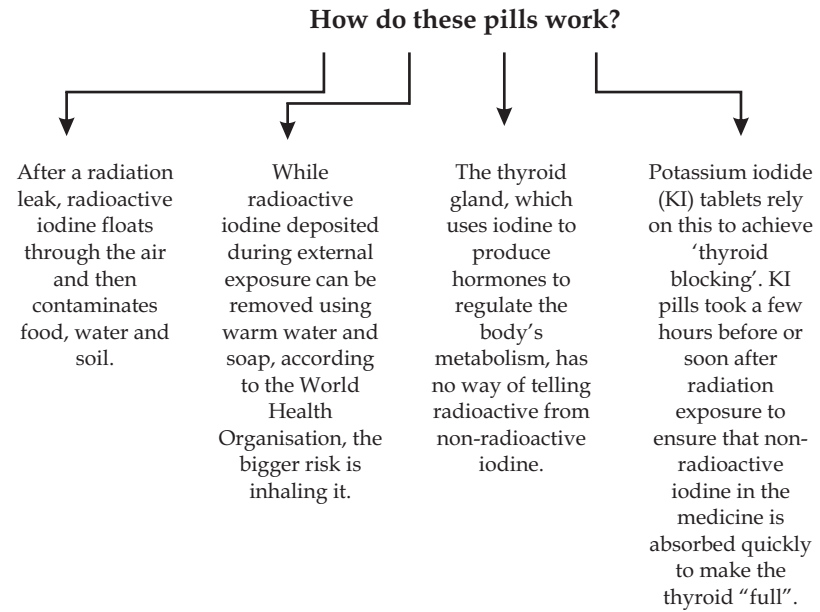 How do these pills work?
After a radiation
leak, radioactive
iodine floats
through the air
and then
contaminates
food, water and
soil.
While
radioactive
iodine deposited
during external
exposure can be
removed using
warm water and
soap, according
to the World
Health
Organisation, the
bigger risk is
inhaling it.
The thyroid
gland, which
uses iodine to
produce
hormones to
regulate the
body’s
metabolism, has
no way of telling
radioactive from
non-radioactive
iodine.
Potassium iodide
(KI) tablets rely
on this to achieve
‘thyroid
blocking’. KI
pills took a few
hours before or
soon after
radiation
exposure to
ensure that non-
radioactive
iodine in the
medicine is
absorbed quickly
to make the
thyroid “full”.